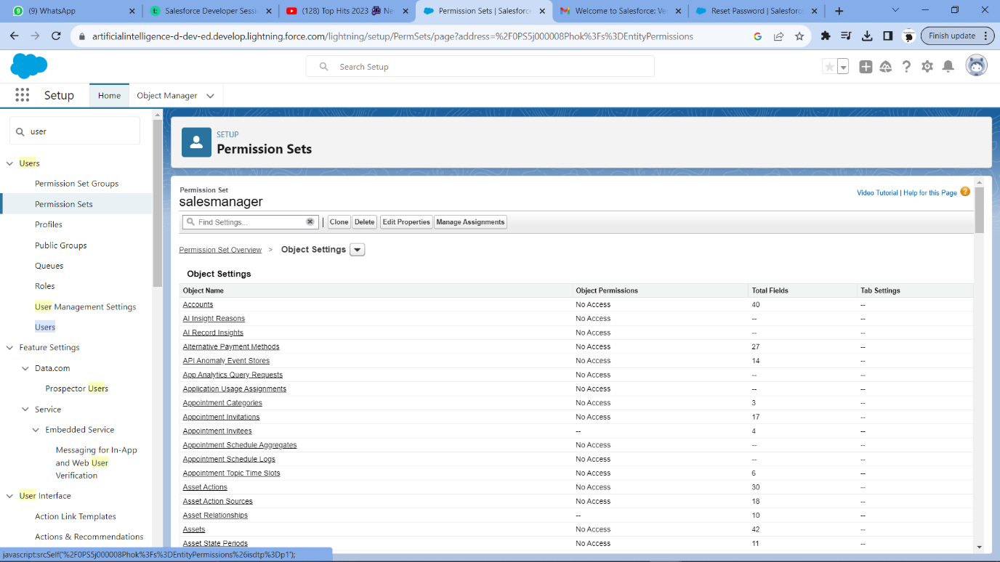 (9) WhatsApp
Salesforce Developer Sessi
(128) Top Hits 2023 Ne
Permission Sets | Salesforc
Welcome to Salesforce: Ve
Reset Password | Salesforce
artificialintelligence-d-dev-ed.develop.lightning.force.com/lightning/setup/PermSets/page?address=%2F0PS5j000008Phok%3Fs%3DEntityPermissions
Finish update
Search Setup
Setup
Home
Object Manager
user
Users
Permission Set Groups
Permission Sets
Profiles
Public Groups
Queues
Roles
User Management Settings
Users
Feature Settings
Data.com
Prospector Users
Service
Embedded Service
Messaging for In-App
and Web User
Verification
User Interface
Action Link Templates
Actions & Recommendations
SETUP
Permission Sets
Permission Set
salesmanager
Video Tutorial | Help for this Page ?
Find Settings... | Clone Delete Edit Properties Manage Assignments
Permission Set Overview > Object Settings
Object Settings
Object Name Object Permissions Total Fields Tab Settings
Accounts No Access 40 --
AI Insight Reasons No Access -- --
AI Record Insights No Access -- --
Alternative Payment Methods No Access 27 --
API Anomaly Event Stores No Access 14 --
App Analytics Query Requests No Access -- --
Application Usage Assignments No Access -- --
Appointment Categories No Access 3 --
Appointment Invitations No Access 17 --
Appointment Invitees -- 4 --
Appointment Schedule Aggregates No Access -- --
Appointment Schedule Logs No Access -- --
Appointment Topic Time Slots No Access 6 --
Asset Actions No Access 30 --
Asset Action Sources No Access 18 --
Asset Relationships -- 10 --
Assets No Access 42 --
Asset State Periods No Access 11 --
javascript:srcSelf('%2F0PS5j000008Phok%3Fs%3DEntityPermissions%26isdtp%3Dp1');